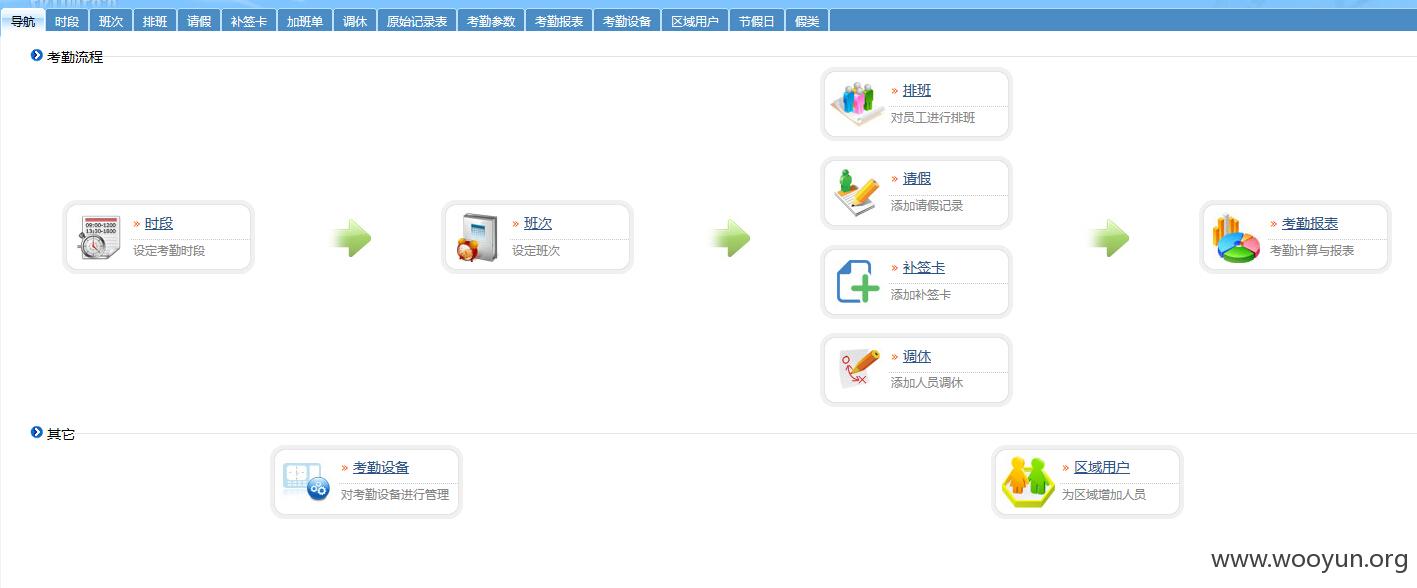 导航 时段 班次 排班 请假 补签卡 加班单 调休 原始记录表 考勤参数 考勤报表 考勤设备 区域用户 节假日 假类
考勤流程
» 时段
设定考勤时段
09:00-1200
13:30-1800
» 班次
设定班次
» 排班
对员工进行排班
» 请假
添加请假记录
» 补签卡
添加补签卡
» 调休
添加人员调休
» 考勤报表
考勤计算与报表
其它
» 考勤设备
对考勤设备进行管理
» 区域用户
为区域增加人员
www.wooyun.org